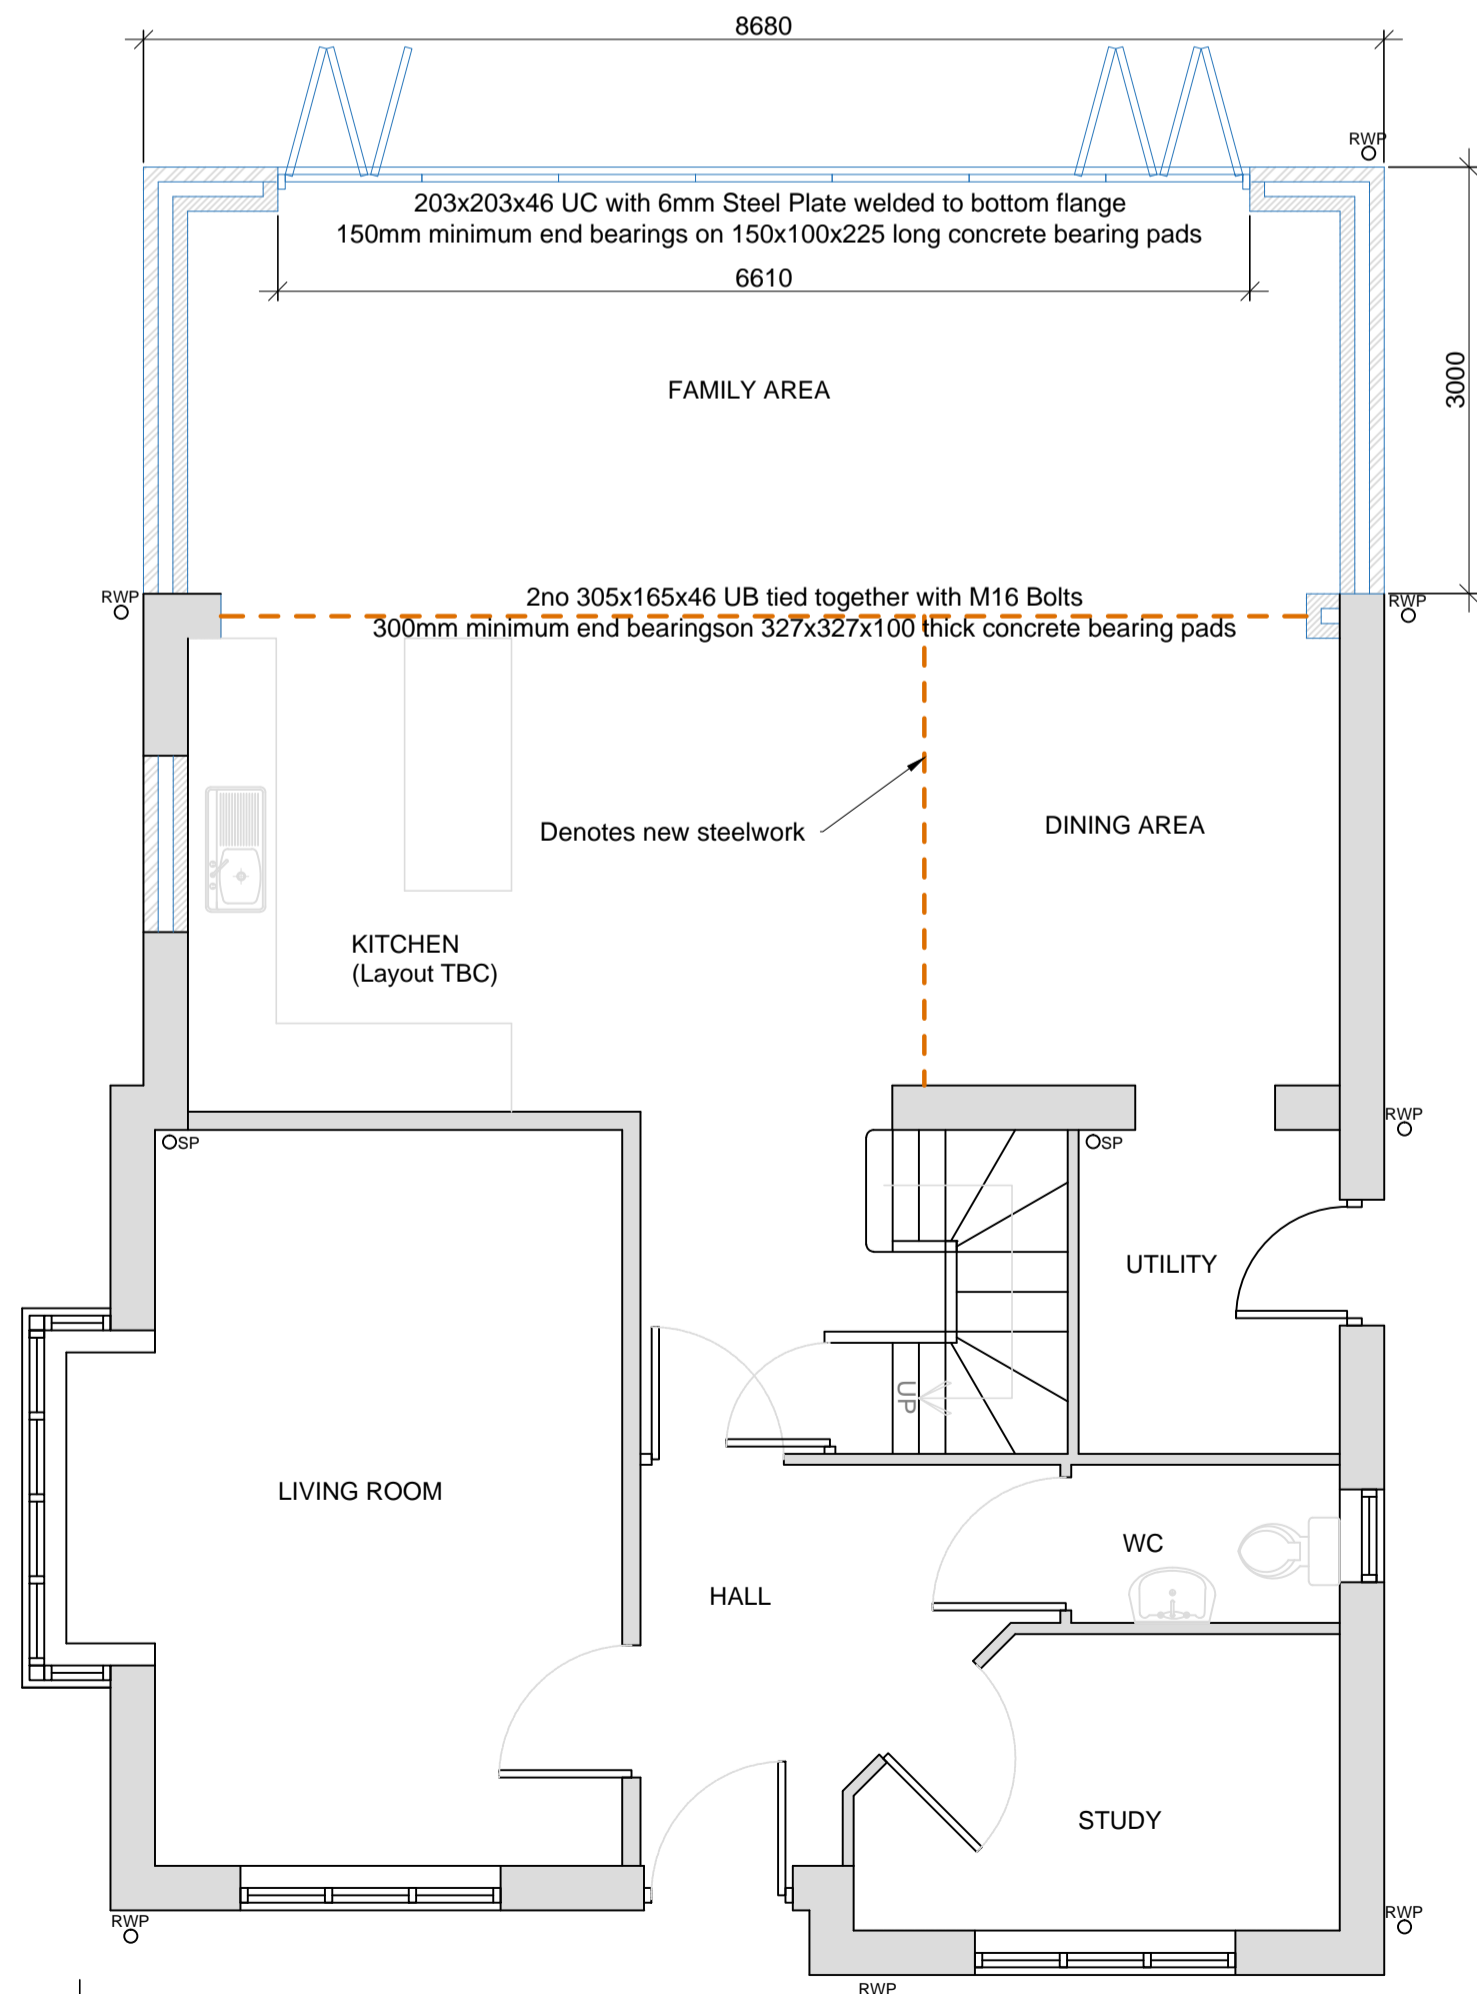 8680
RWP
203x203x46 UC with 6mm Steel Plate welded to bottom flange
150mm minimum end bearings on 150x100x225 long concrete bearing pads
6610
3000
FAMILY AREA
RWP
2no 305x165x46 UB tied together with M16 Bolts
RWP
300mm minimum end bearingson 327x327x100 thick concrete bearing pads
Denotes new steelwork
DINING AREA
KITCHEN
(Layout TBC)
RWP
SP
SP
UTILITY
UP
LIVING ROOM
WC
HALL
STUDY
RWP
RWP
RWP